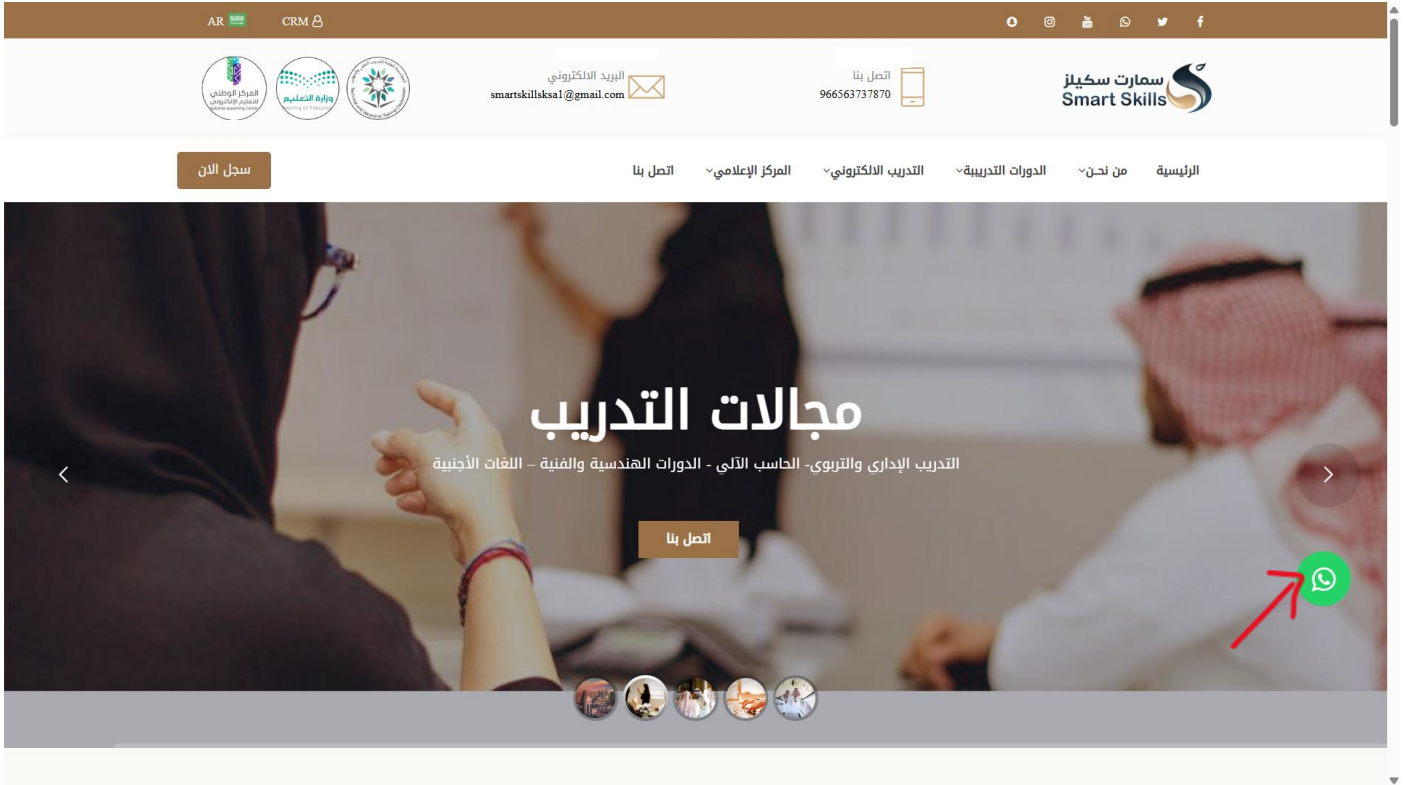 AR
CRM
سمارت سكيلز
Smart Skills
اتصل بنا
966563737870
البريد الالكتروني
smartskillsksa1@gmail.com
وزارة التعليم
المركز الوطني
للتعليم الإلكتروني
الرئيسية
من نحـن
الدورات التدريبية
التدريب الالكتروني
المركز الإعلامي
اتصل بنا
سجل الان
مجالات التدريب
التدريب الإداري والتربوي- الحاسب الآلي - الدورات الهندسية والفنية – اللغات الأجنبية
اتصل بنا